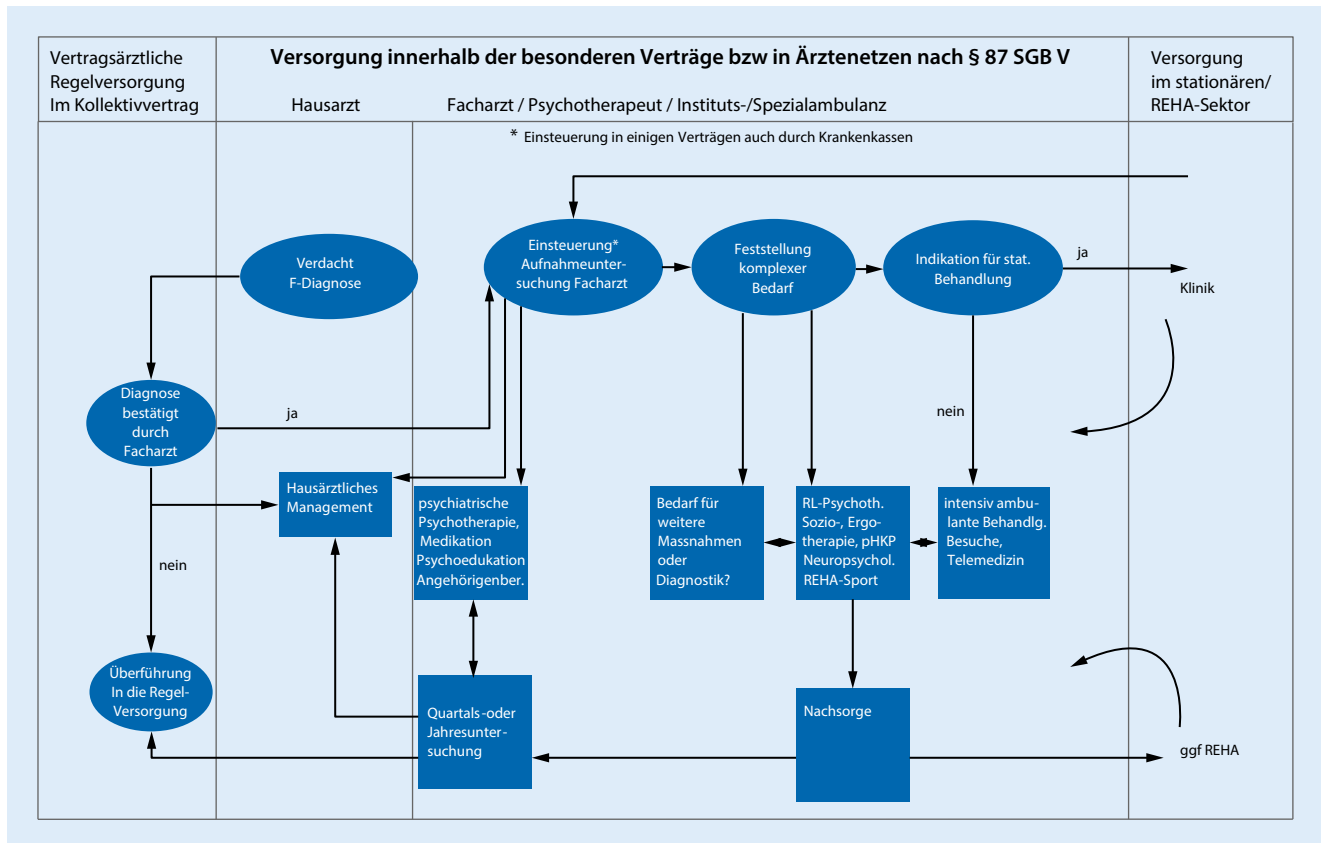 Vertragsärztliche
Regelversorgung
Im Kollektivvertrag
Versorgung innerhalb der besonderen Verträge bzw in Ärztenetzen nach § 87 SGB V
Hausarzt
Facharzt / Psychotherapeut / Instituts-/Spezialambulanz
Versorgung
im stationären/
REHA-Sektor
* Einsteuerung in einigen Verträgen auch durch Krankenkassen
Verdacht
F-Diagnose
Einsteuerung*
Aufnahmeunter-
suchung Facharzt
Feststellung
komplexer
Bedarf
Indikation für stat.
Behandlung
ja
Klinik
Diagnose
bestätigt
durch
Facharzt
ja
nein
Hausärztliches
Management
psychiatrische
Psychotherapie,
Medikation
Psychoedukation
Angehörigenber.
Bedarf für
weitere
Massnahmen
oder
Diagnostik?
RL-Psychoth.
Sozio-, Ergo-
therapie, pHKP
Neuropsychol.
REHA-Sport
intensiv ambu-
lante Behandlg.
Besuche,
Telemedizin
nein
Überführung
In die Regel-
Versorgung
Quartals-oder
Jahresunter-
suchung
Nachsorge
ggf REHA